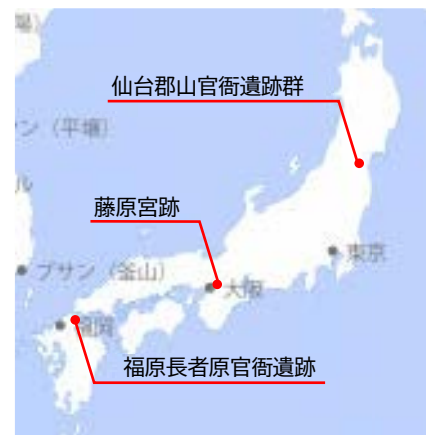 仙台郡山官衙遺跡群
ン (平壌)
ル
藤原宮跡
東京
プサン (釜山)
大阪
福岡
福原長者原官衙遺跡